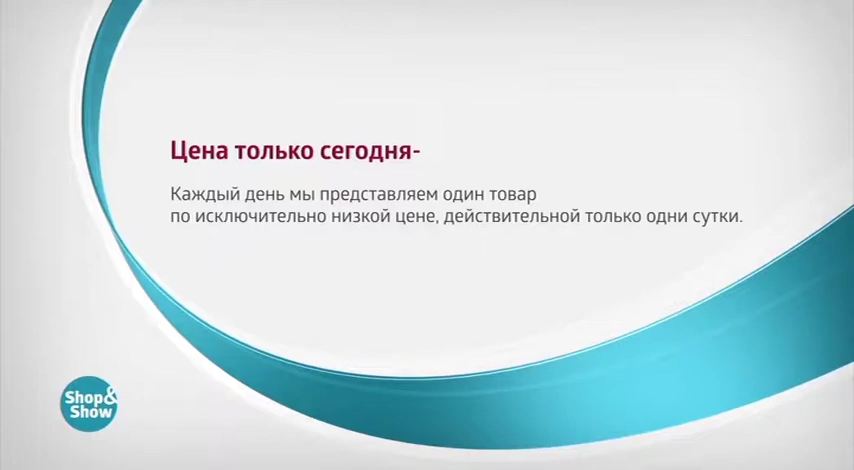 Цена только сегодня-
Каждый день мы представляем один товар
по исключительно низкой цене, действительной только одни сутки.
Shop&
Show